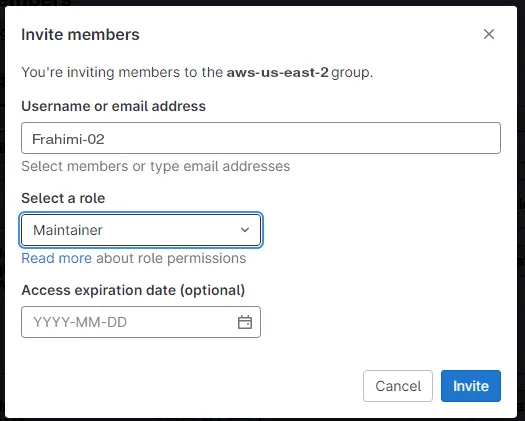 Invite members
You're inviting members to the aws-us-east-2 group.
Username or email address
Frahimi-02
Select members or type email addresses
Select a role
Maintainer
Read more about role permissions
Access expiration date (optional)
YYYY-MM-DD
Cancel Invite